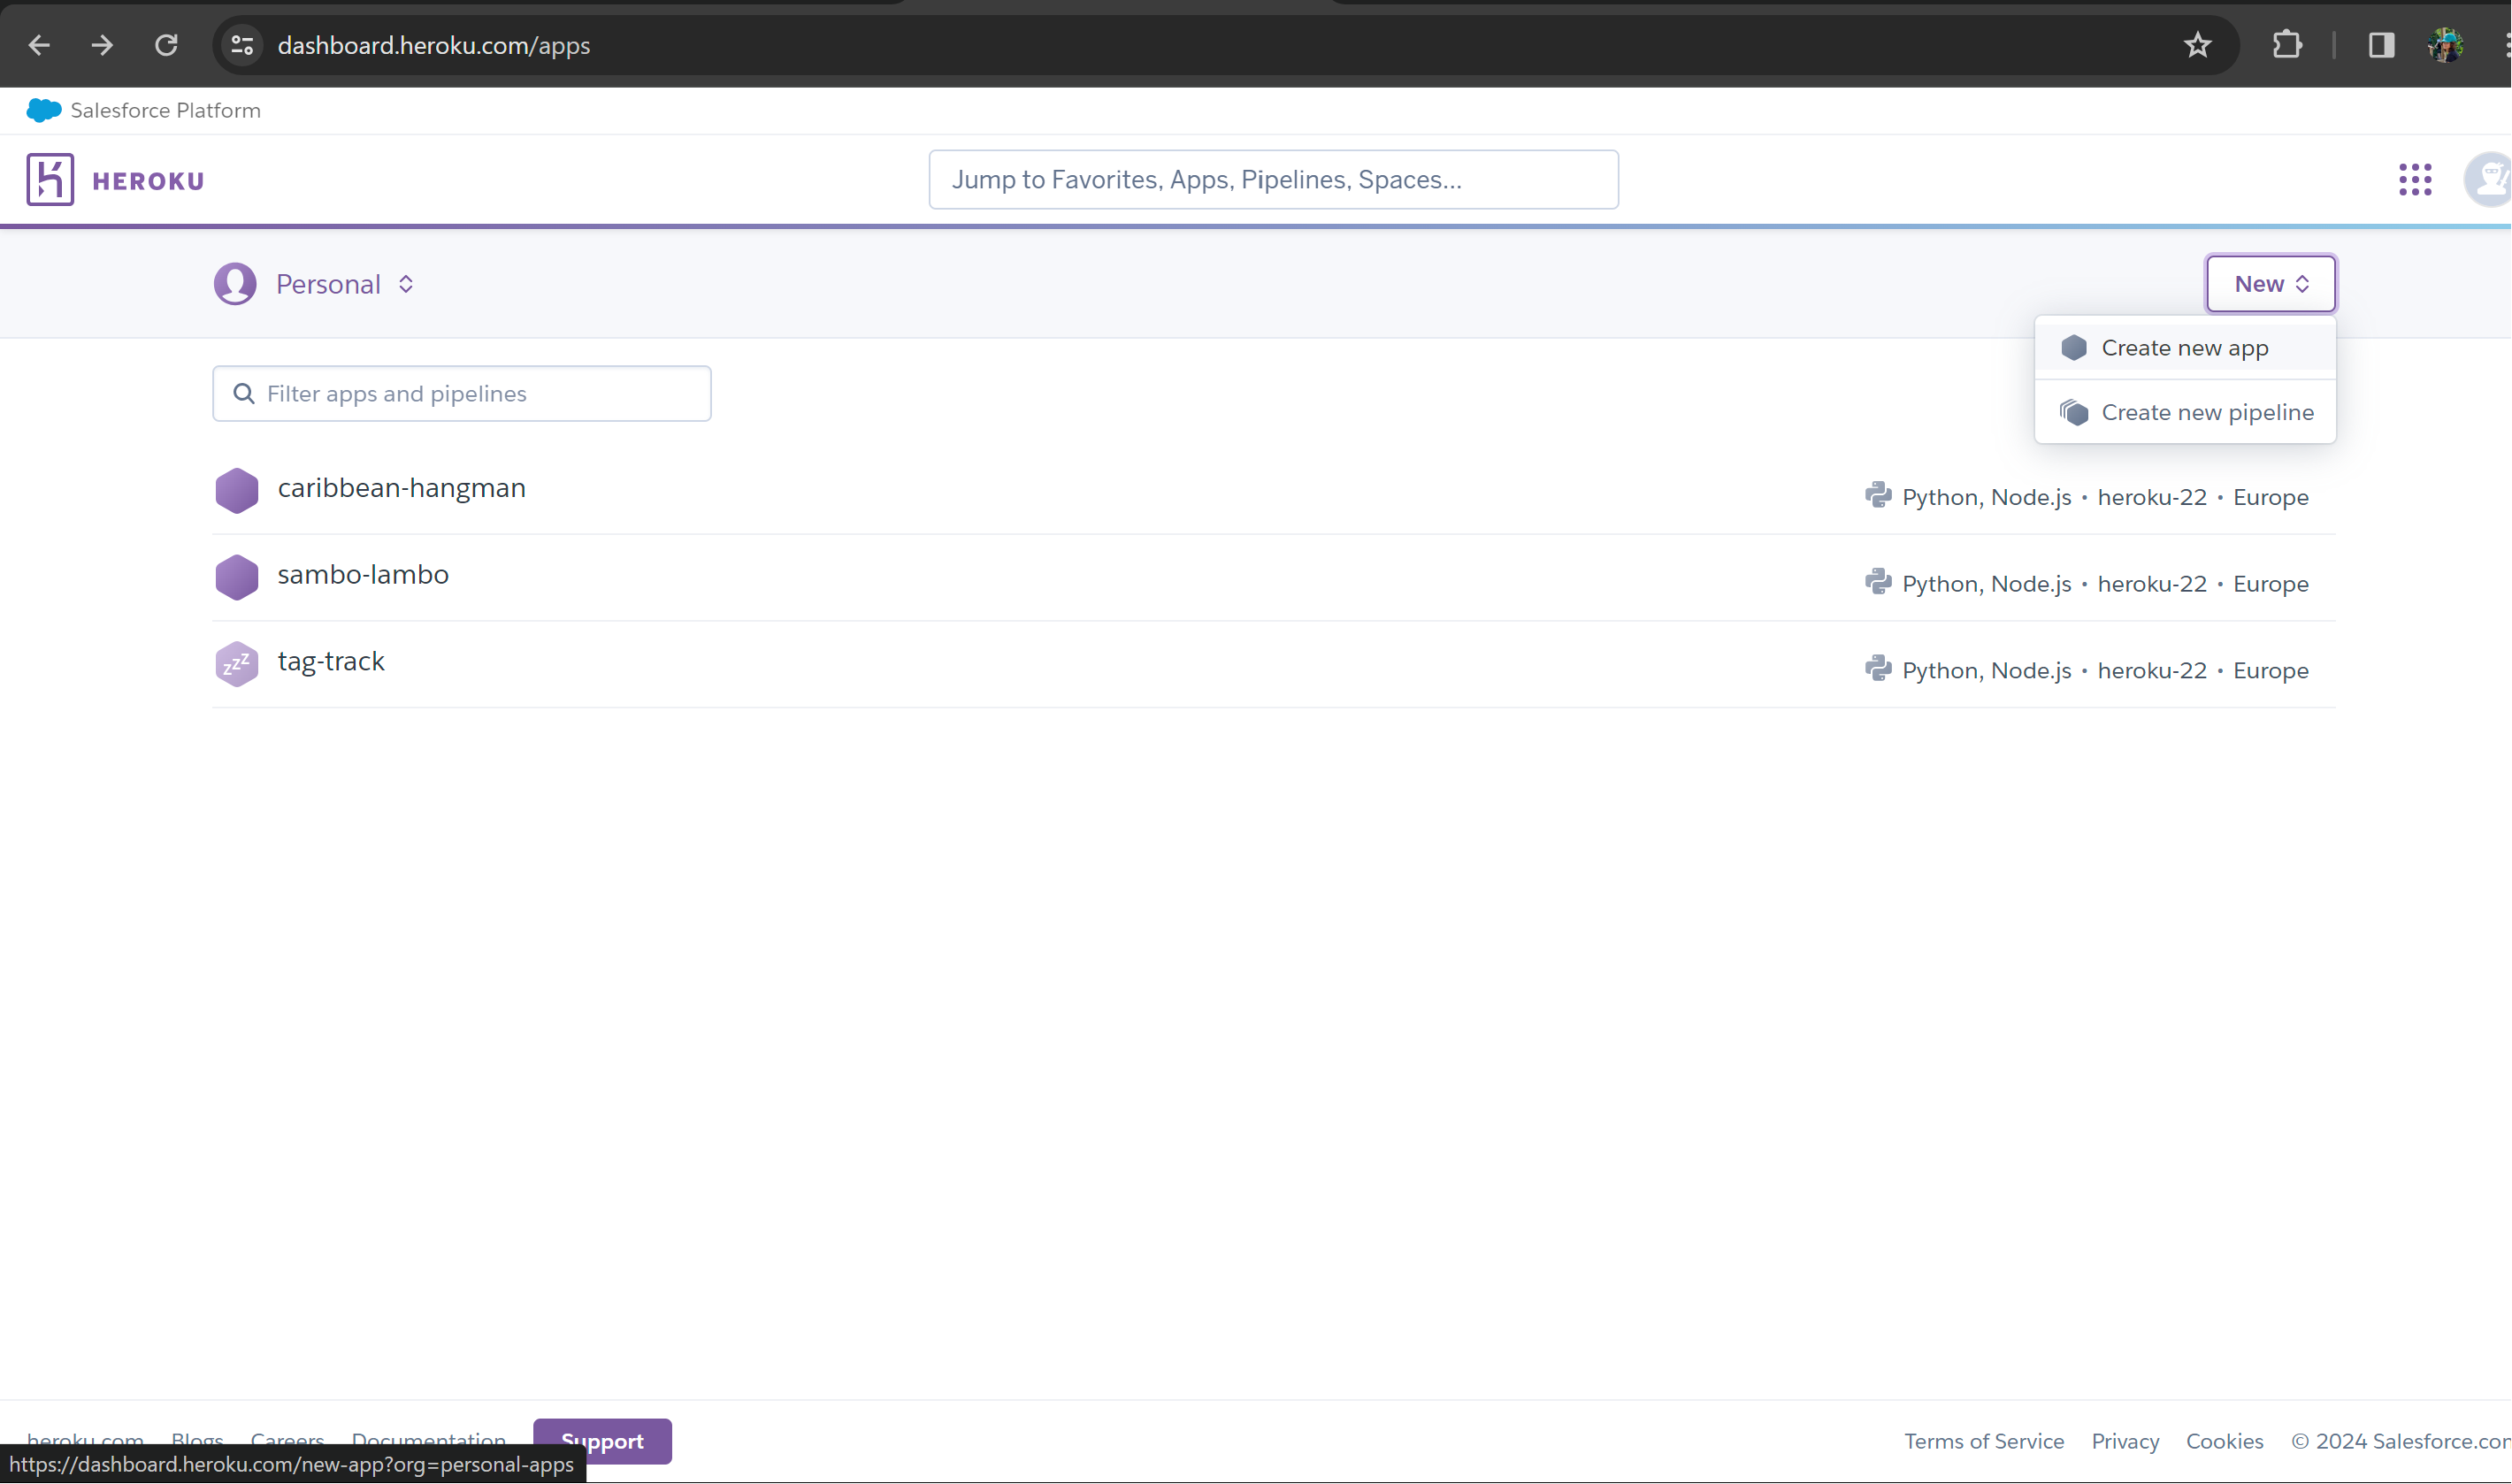 dashboard.heroku.com/apps
Salesforce Platform
HEROKU
Jump to Favorites, Apps, Pipelines, Spaces...
Personal
New
Create new app
Create new pipeline
Filter apps and pipelines
caribbean-hangman
Python, Node.js • heroku-22 • Europe
sambo-lambo
Python, Node.js • heroku-22 • Europe
zzz
tag-track
Python, Node.js • heroku-22 • Europe
heroku.com Blogs Careers Documentation Support
Terms of Service Privacy Cookies © 2024 Salesforce.com
https://dashboard.heroku.com/new-app?org=personal-apps